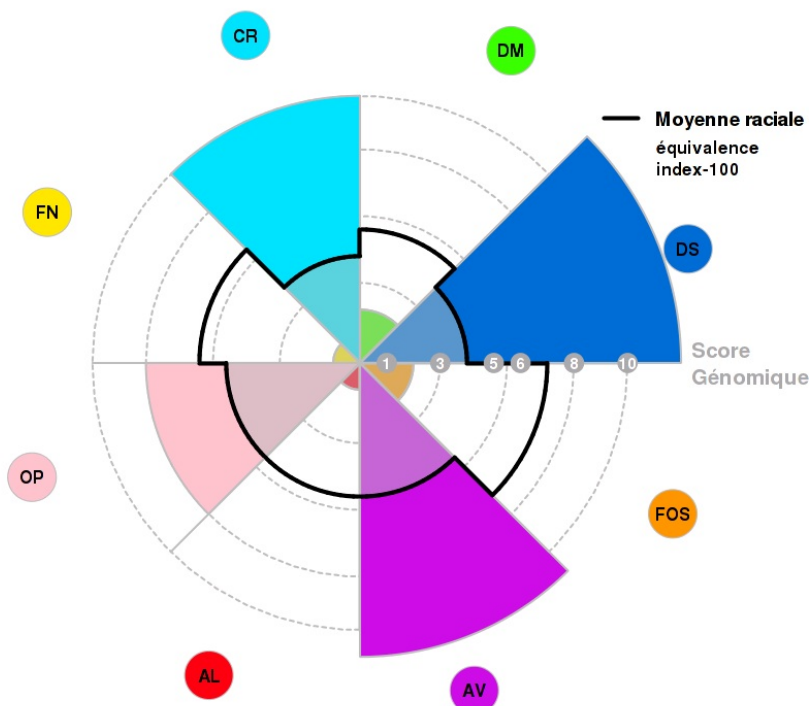 CR
DM
Moyenne raciale
équivalence
index-100
FN
DS
Score
Génomique
1
3
5
6
8
10
OP
FOS
AL
AV